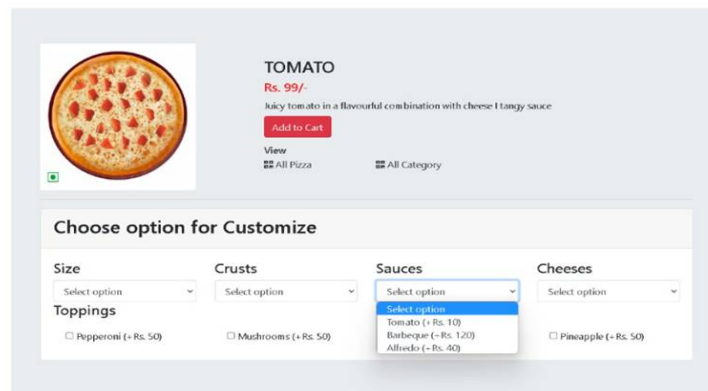 TOMATO
Rs. 99/-
Juicy tomato in a flavourful combination with cheese I tangy sauce
Add to Cart
View
All Pizza All Category
Choose option for Customize
Size Crusts Sauces Cheeses
Select option Select option Select option Select option
Toppings
Select option
Tomato (+Rs. 10)
Pepperoni (+Rs. 50) Mushrooms (+Rs. 50) Barbeque (+Rs. 120) Pineapple (+Rs. 50)
Alfredo (+Rs. 40)